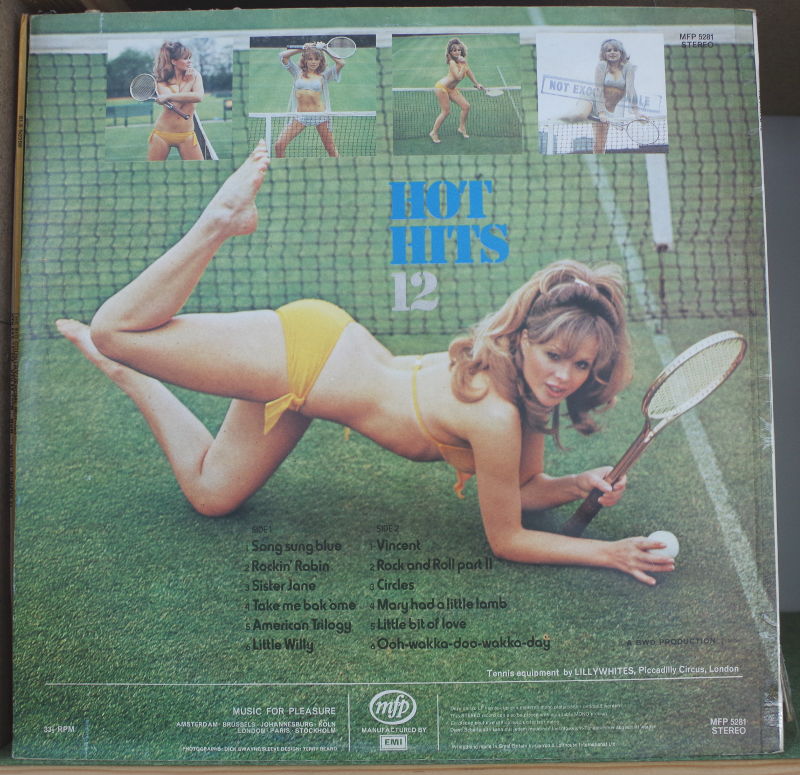 MFP 5281
STEREO
HOT
HITS
12
SIDE 1
1 Song sung blue
2 Rockin' Robin
3 Sister Jane
4 Take me bak 'ome
5 American Trilogy
6 Little Willy
SIDE 2
1 Vincent
2 Rock and Roll part II
3 Circles
4 Mary had a little lamb
5 Little bit of love
6 Ooh-wakka-doo-wakka-day
A BWD PRODUCTION
Tennis equipment by LILLYWHITES, Piccadilly Circus, London
33⅓ RPM
MUSIC FOR PLEASURE
AMSTERDAM · BRUSSELS · JOHANNESBURG · KÖLN
LONDON · PARIS · STOCKHOLM
mfp
MANUFACTURED BY
EMI
MFP 5281
STEREO